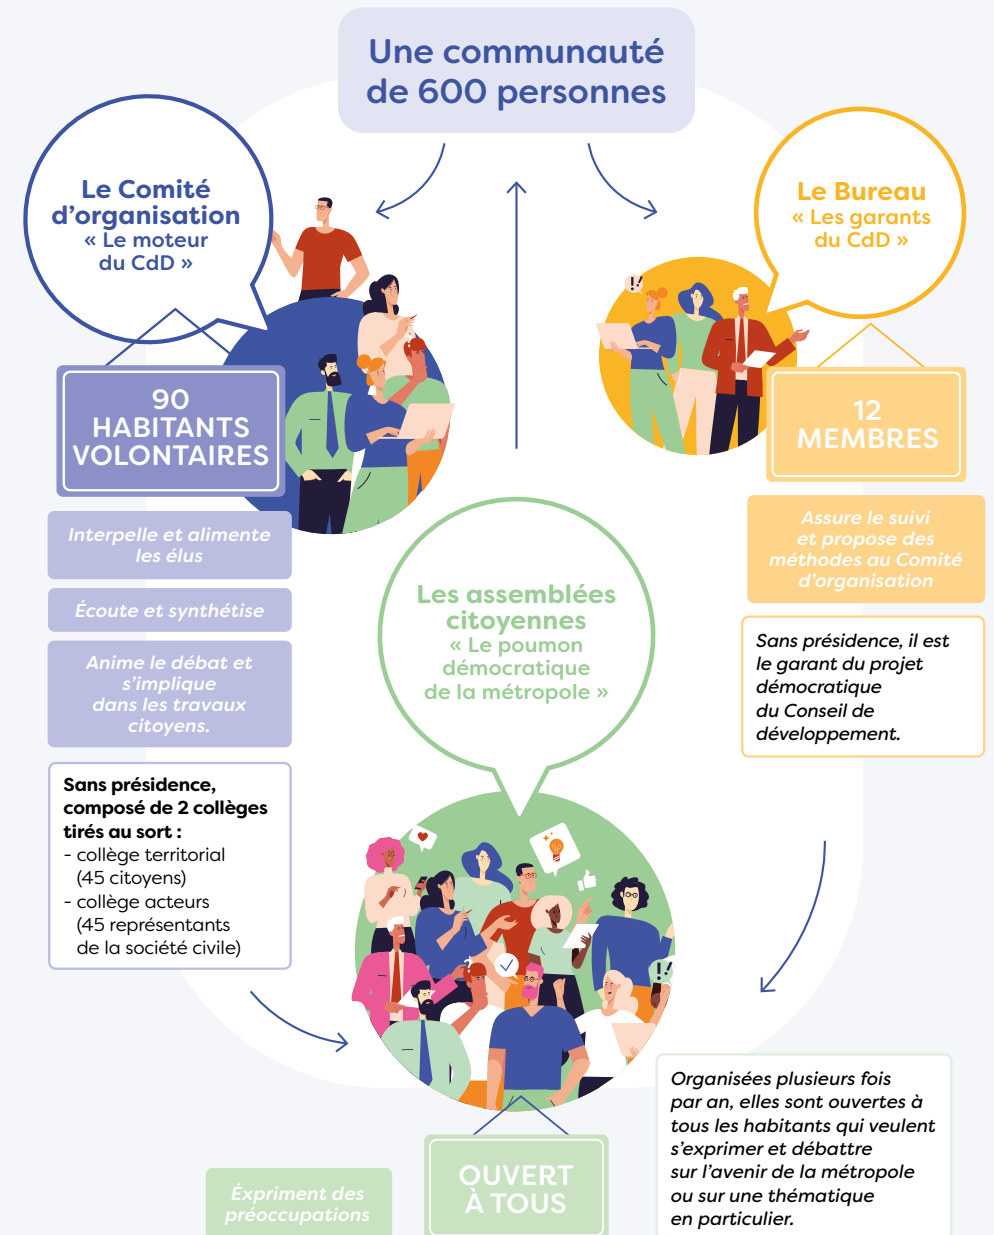 Une communauté
de 600 personnes
Le Comité
d'organisation
« Le moteur
du CdD »
90
HABITANTS
VOLONTAIRES
Interpelle et alimente
les élus
Écoute et synthétise
Anime le débat et
s'implique
dans les travaux
citoyens.
Sans présidence,
composé de 2 collèges
tirés au sort :
- collège territorial
(45 citoyens)
- collège acteurs
(45 représentants
de la société civile)
Le Bureau
« Les garants
du CdD »
12
MEMBRES
Assure le suivi
et propose des
méthodes au Comité
d'organisation
Sans présidence, il est
le garant du projet
démocratique
du Conseil de
développement.
Les assemblées
citoyennes
« Le poumon
démocratique
de la métropole »
!!
!!
Éxpriment des
préoccupations
OUVERT
À TOUS
Organisées plusieurs fois
par an, elles sont ouvertes à
tous les habitants qui veulent
s'exprimer et débattre
sur l'avenir de la métropole
ou sur une thématique
en particulier.